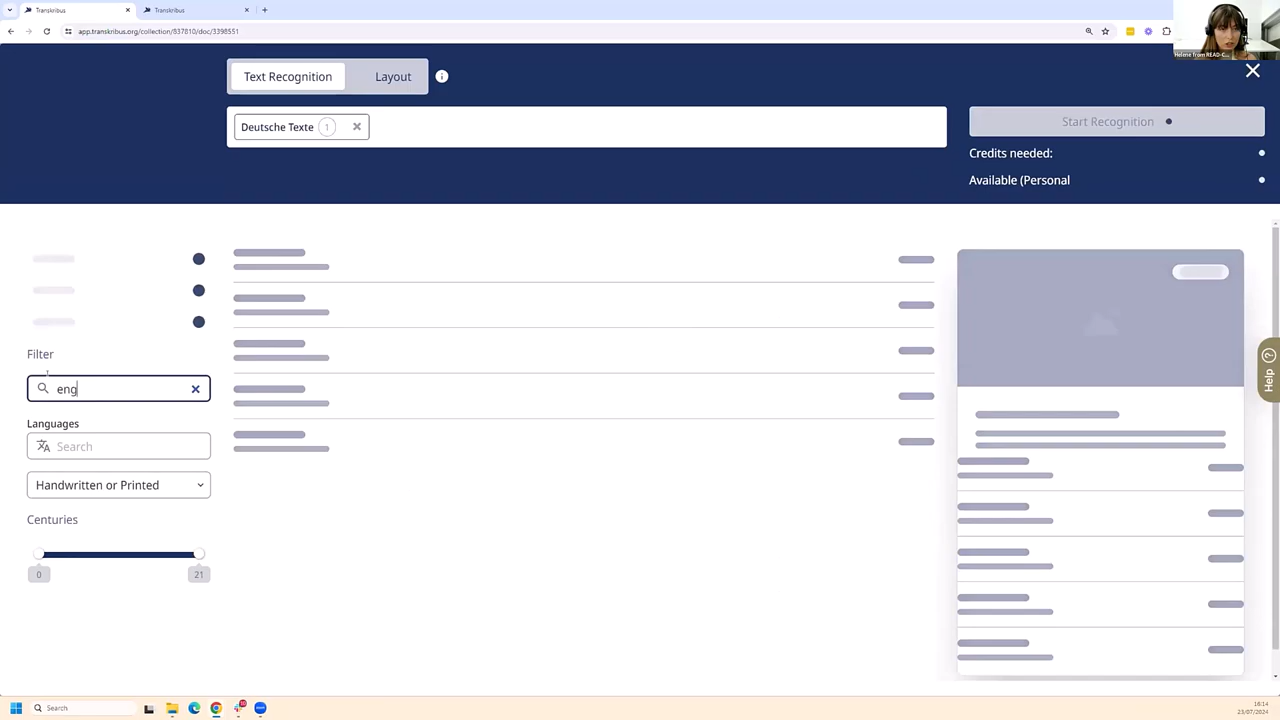 Transkribus
Transkribus
app.transkribus.org/collection/837810/doc/3398551
Helene from READ-C...
Text Recognition
Layout
Deutsche Texte 1
Start Recognition
Credits needed:
Available (Personal
Filter
eng
Languages
Search
Handwritten or Printed
Centuries
0
21
Help
Search
16:14
23/07/2024